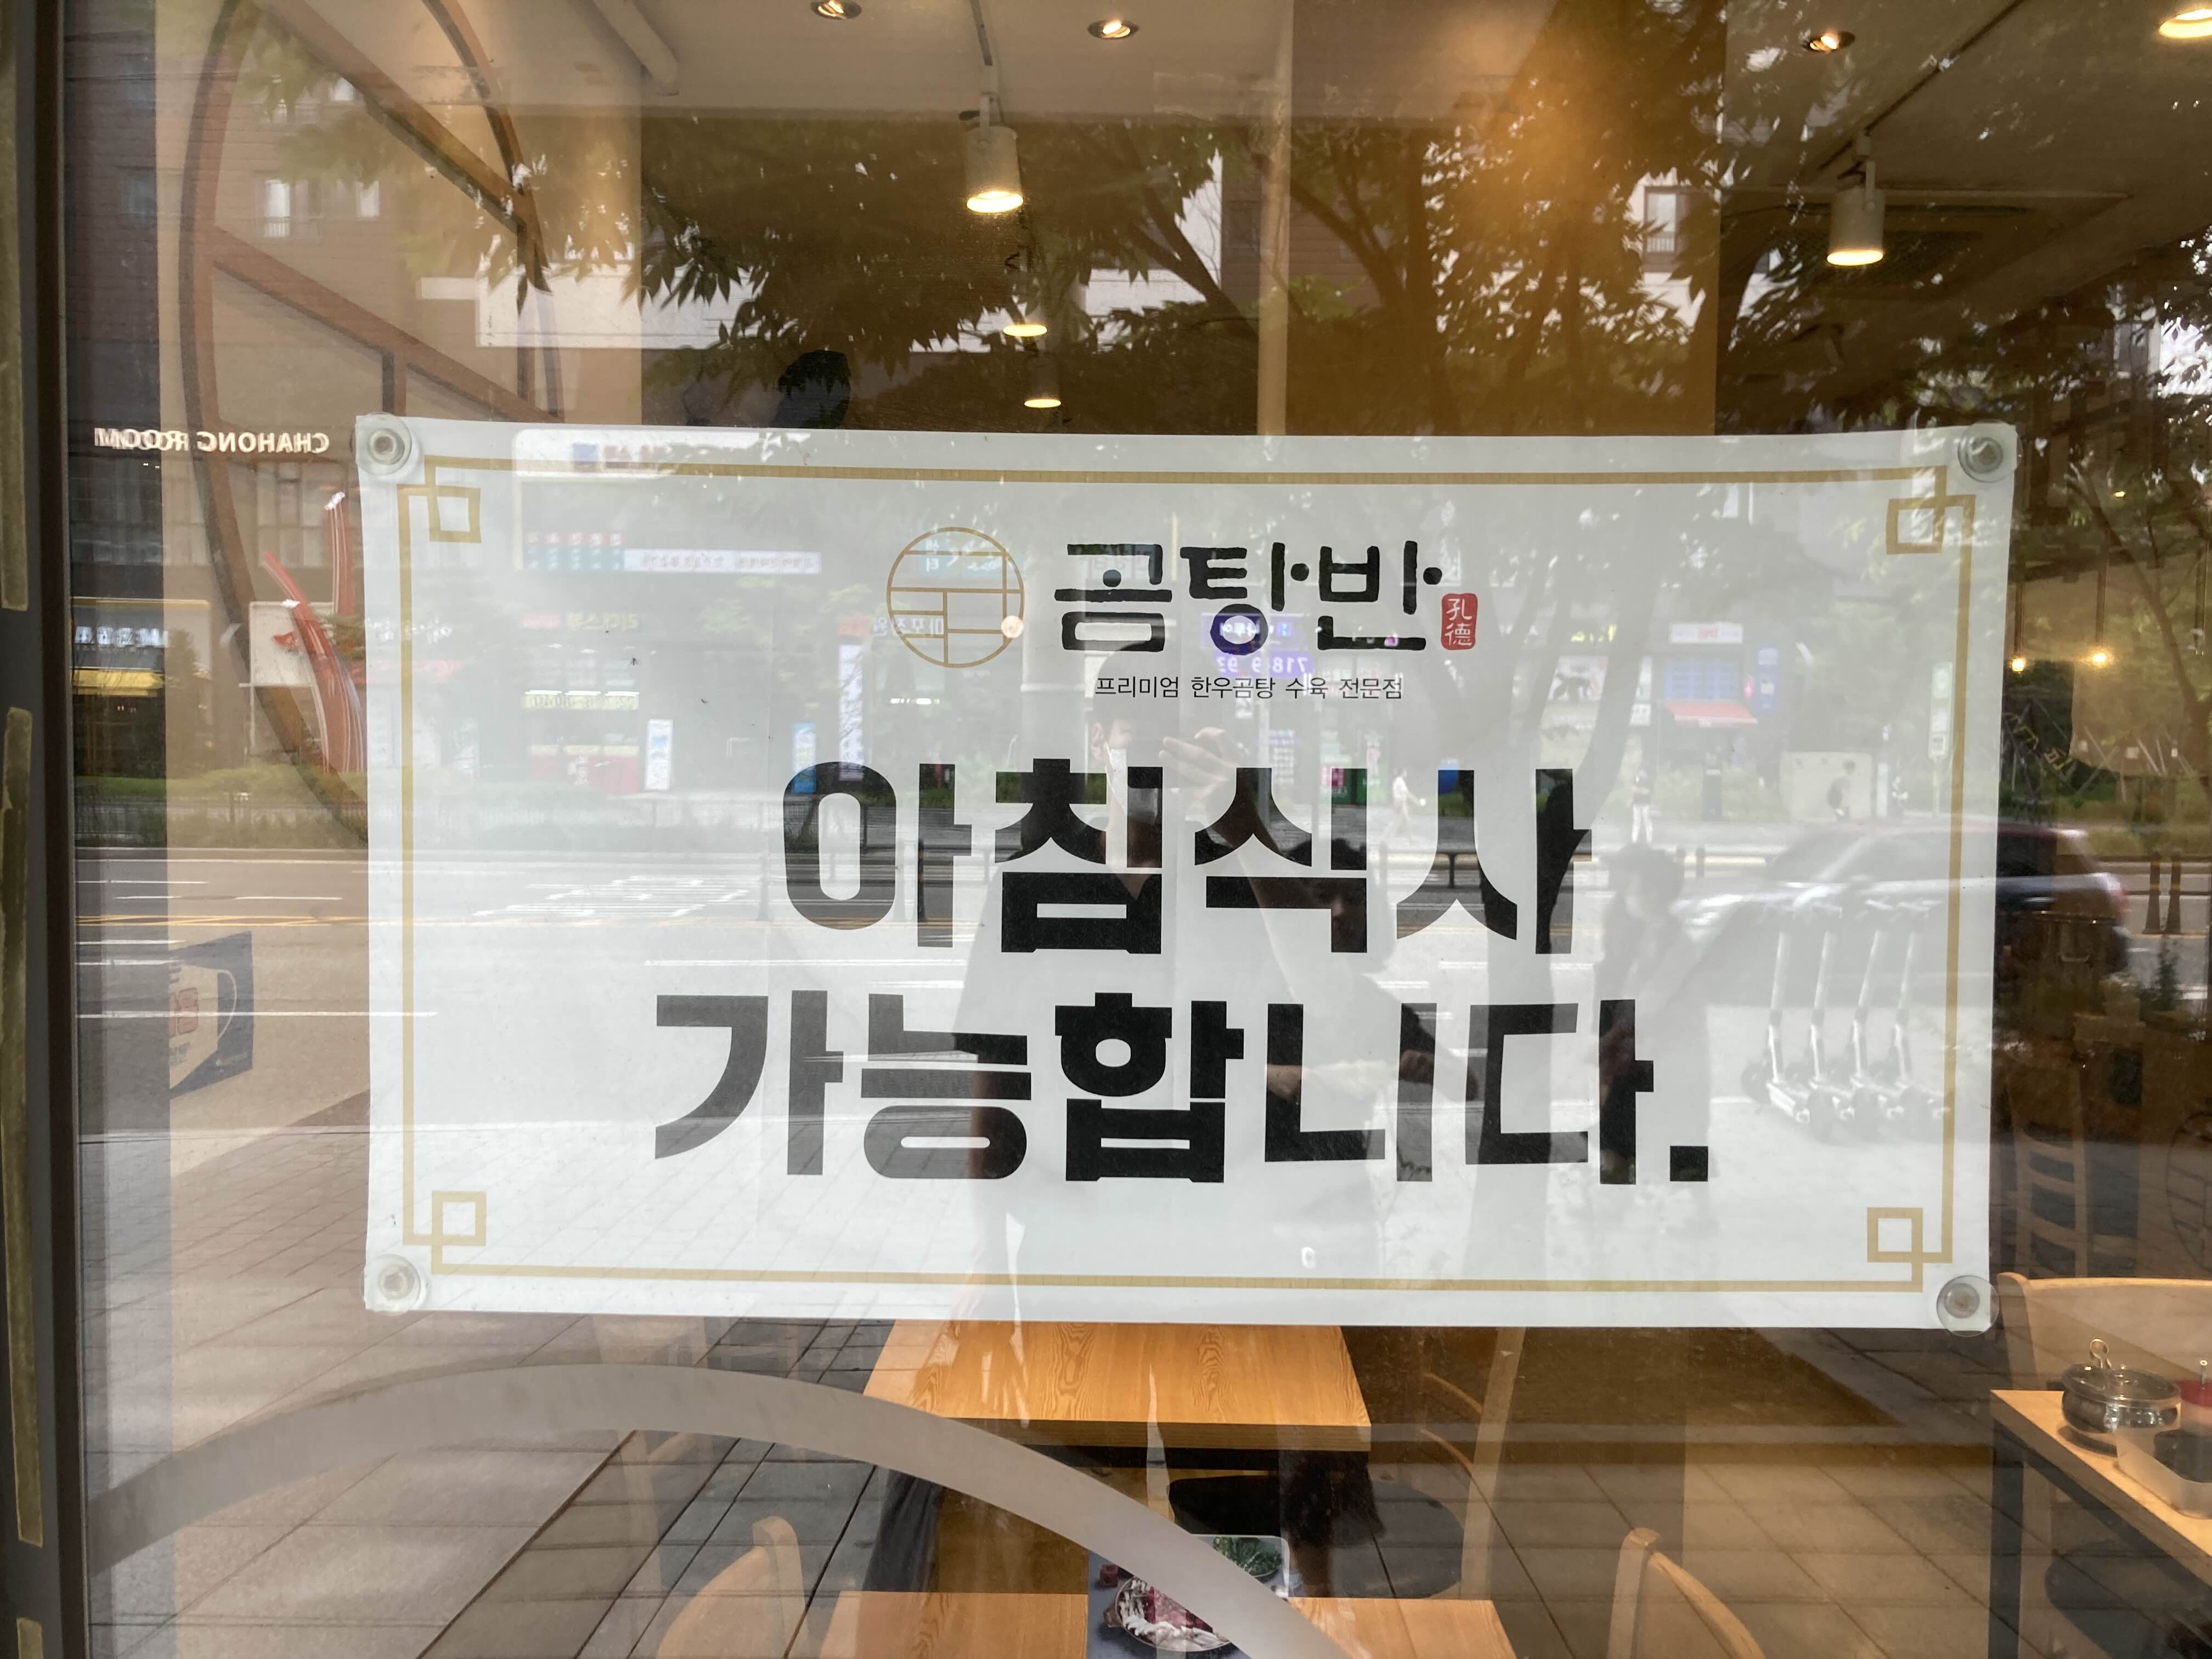 곰탕반
孔德
프리미엄 한우곰탕 수육 전문점
아침식사
가능합니다.
CHAHONG ROOM